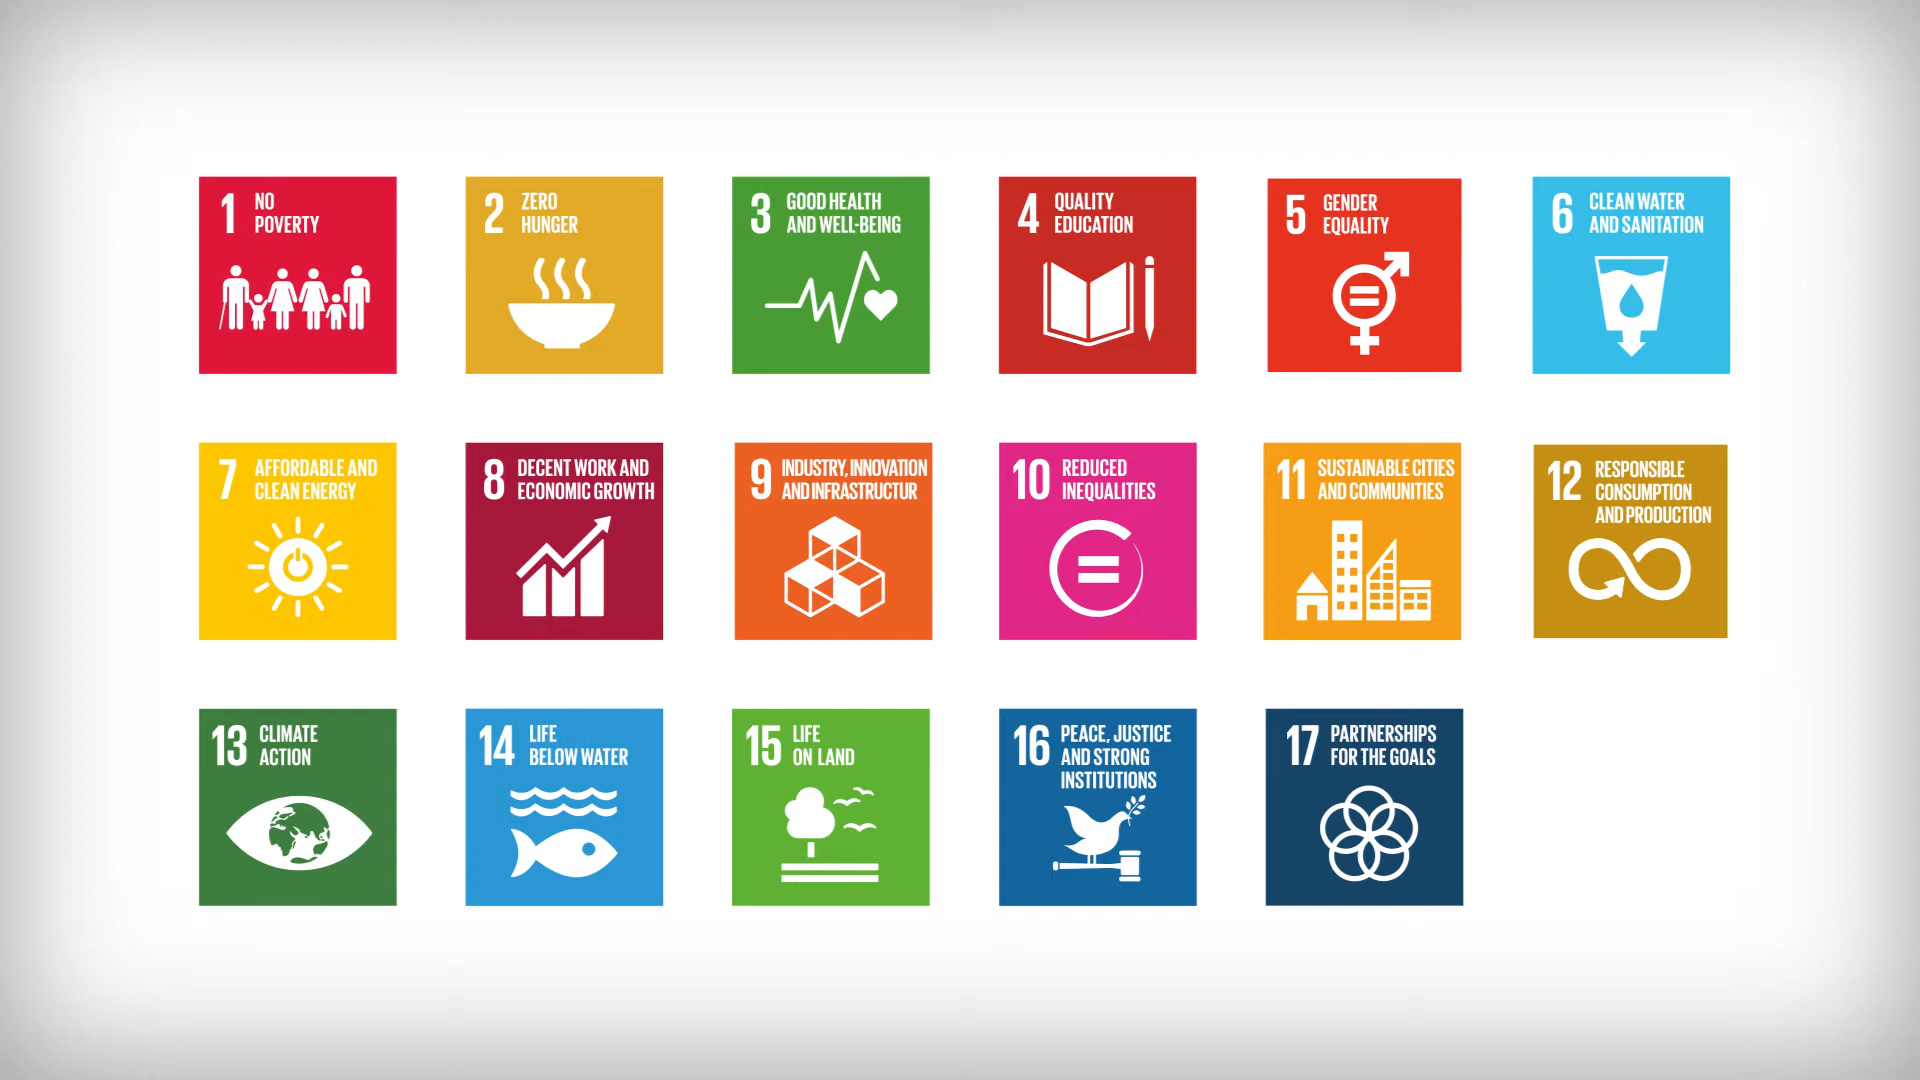 1 NO
POVERTY
2 ZERO
HUNGER
3 GOOD HEALTH
AND WELL-BEING
4 QUALITY
EDUCATION
5 GENDER
EQUALITY
6 CLEAN WATER
AND SANITATION
7 AFFORDABLE AND
CLEAN ENERGY
8 DECENT WORK AND
ECONOMIC GROWTH
9 INDUSTRY, INNOVATION
AND INFRASTRUCTUR
10 REDUCED
INEQUALITIES
11 SUSTAINABLE CITIES
AND COMMUNITIES
12 RESPONSIBLE
CONSUMPTION
AND PRODUCTION
13 CLIMATE
ACTION
14 LIFE
BELOW WATER
15 LIFE
ON LAND
16 PEACE, JUSTICE
AND STRONG
INSTITUTIONS
17 PARTNERSHIPS
FOR THE GOALS